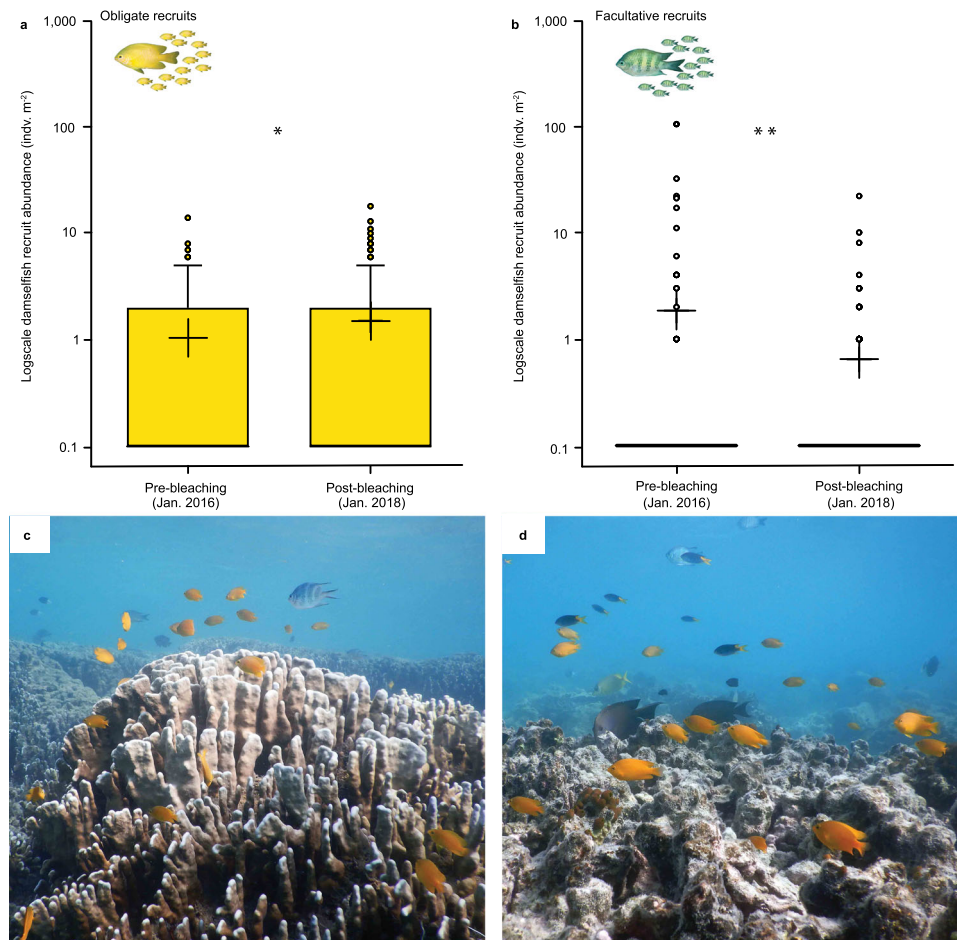 a
Obligate recruits
Logscale damselfish recruit abundance (indv. m⁻²)
1,000
100
10
1
0.1
*
Pre-bleaching
(Jan. 2016)
Post-bleaching
(Jan. 2018)
b
Facultative recruits
Logscale damselfish recruit abundance (indv. m⁻²)
1,000
100
10
1
0.1
**
Pre-bleaching
(Jan. 2016)
Post-bleaching
(Jan. 2018)
c
d